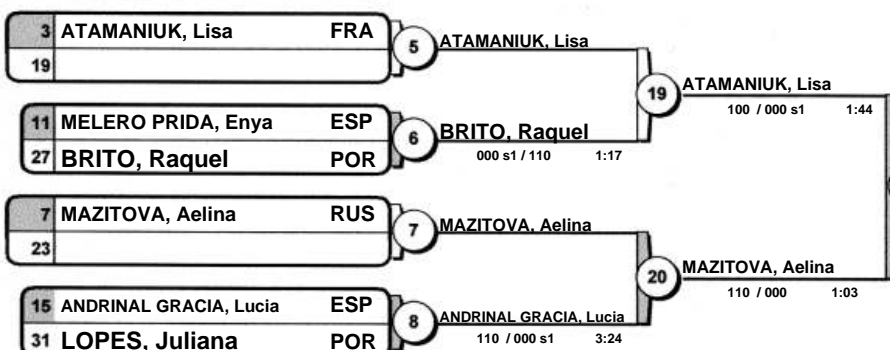 3 ATAMANIUK, Lisa FRA
19
5
ATAMANIUK, Lisa
19
ATAMANIUK, Lisa
100 / 000 s1 1:44
11 MELERO PRIDA, Enya ESP
27 BRITO, Raquel POR
6
BRITO, Raquel
000 s1 / 110 1:17
7 MAZITOVA, Aelina RUS
23
7
MAZITOVA, Aelina
20
MAZITOVA, Aelina
110 / 000 1:03
15 ANDRINAL GRACIA, Lucia ESP
31 LOPES, Juliana POR
8
ANDRINAL GRACIA, Lucia
110 / 000 s1 3:24